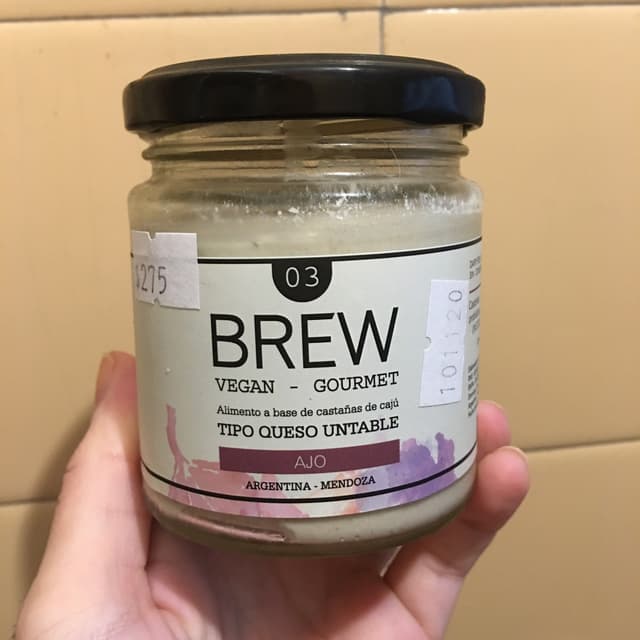 $275
03
BREW
VEGAN - GOURMET
Alimento a base de castañas de cajú
TIPO QUESO UNTABLE
AJO
ARGENTINA - MENDOZA
101120